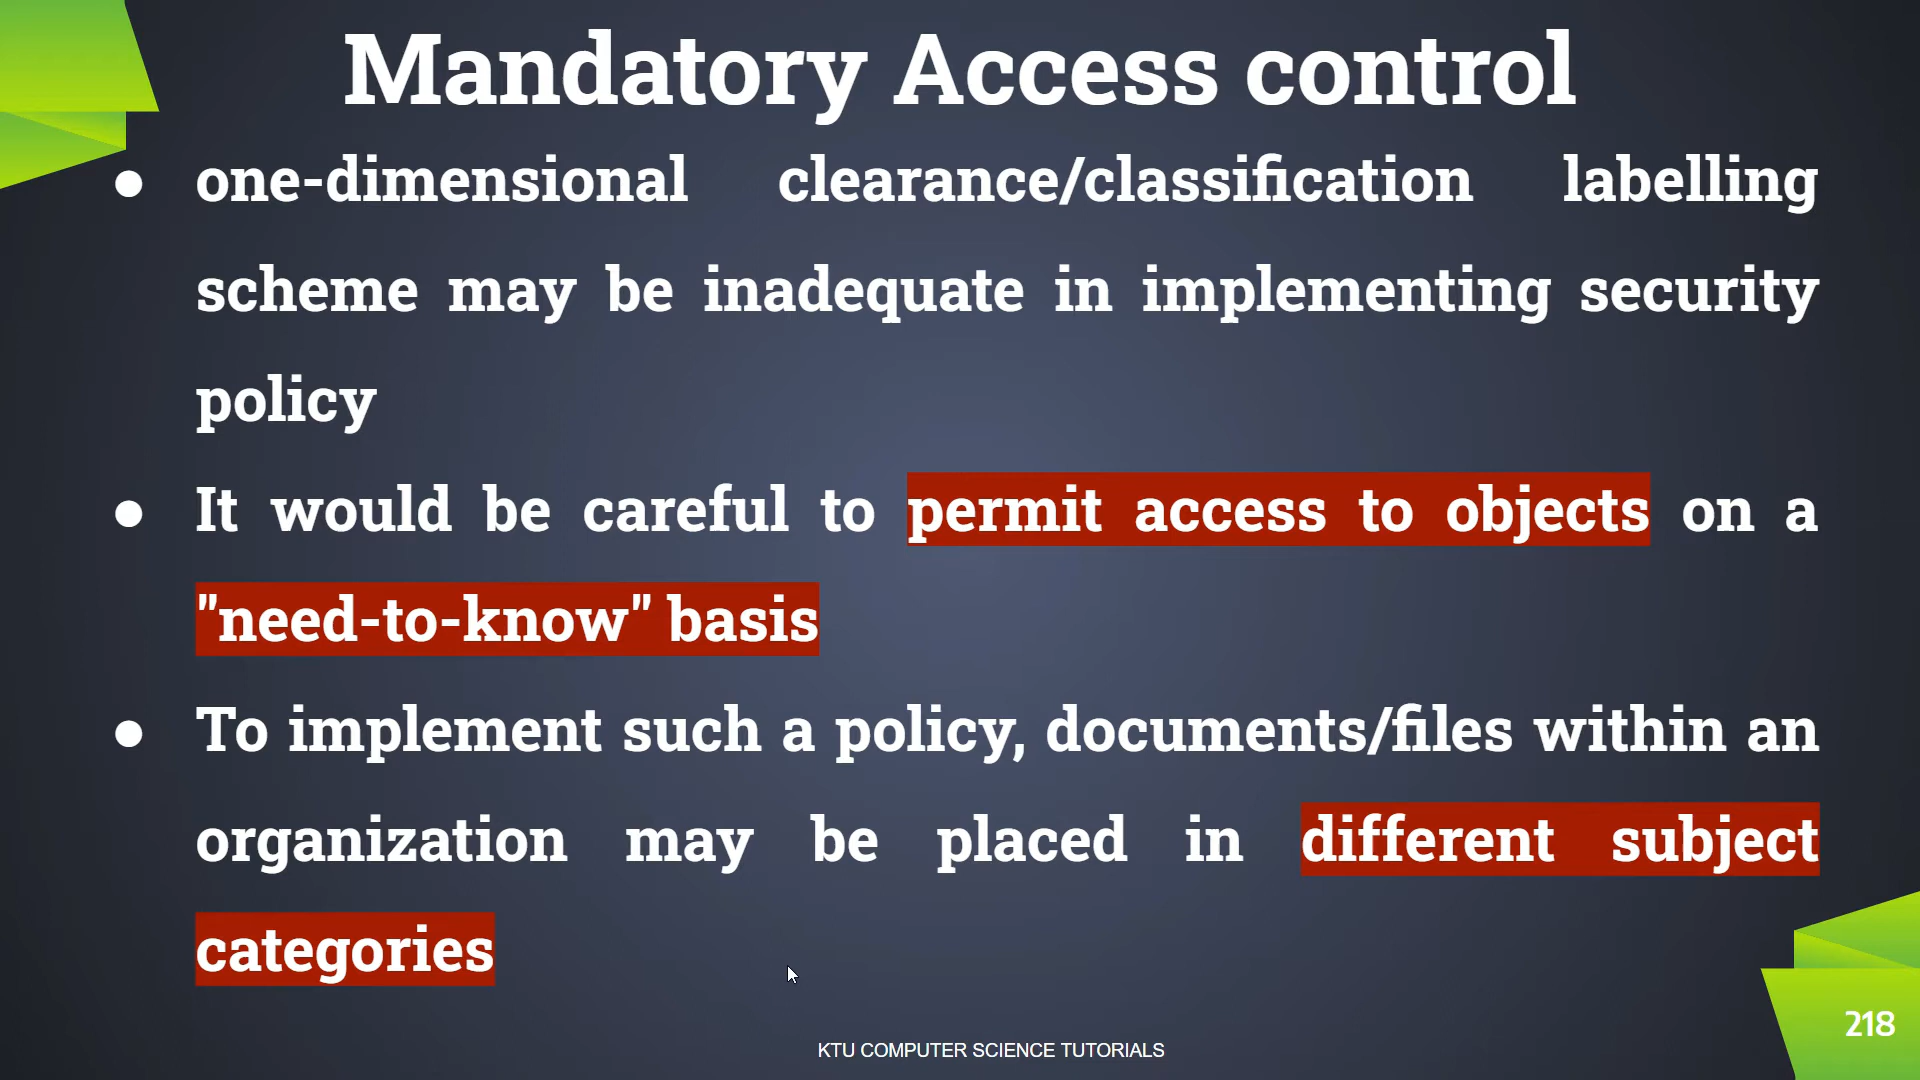 Mandatory Access control
● one-dimensional clearance/classification labelling
scheme may be inadequate in implementing security
policy
● It would be careful to permit access to objects on a
"need-to-know" basis
● To implement such a policy, documents/files within an
organization may be placed in different subject
categories
218
KTU COMPUTER SCIENCE TUTORIALS